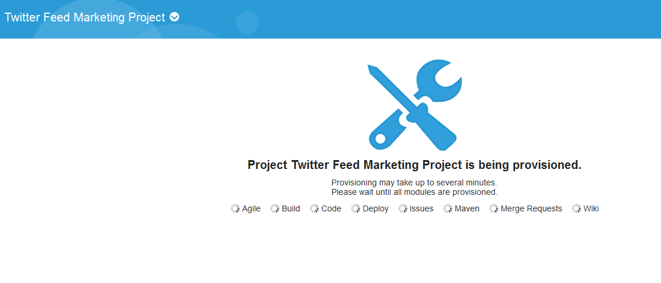 Twitter Feed Marketing Project
Project Twitter Feed Marketing Project is being provisioned.
Provisioning may take up to several minutes.
Please wait until all modules are provisioned.
Agile Build Code Deploy Issues Maven Merge Requests Wiki